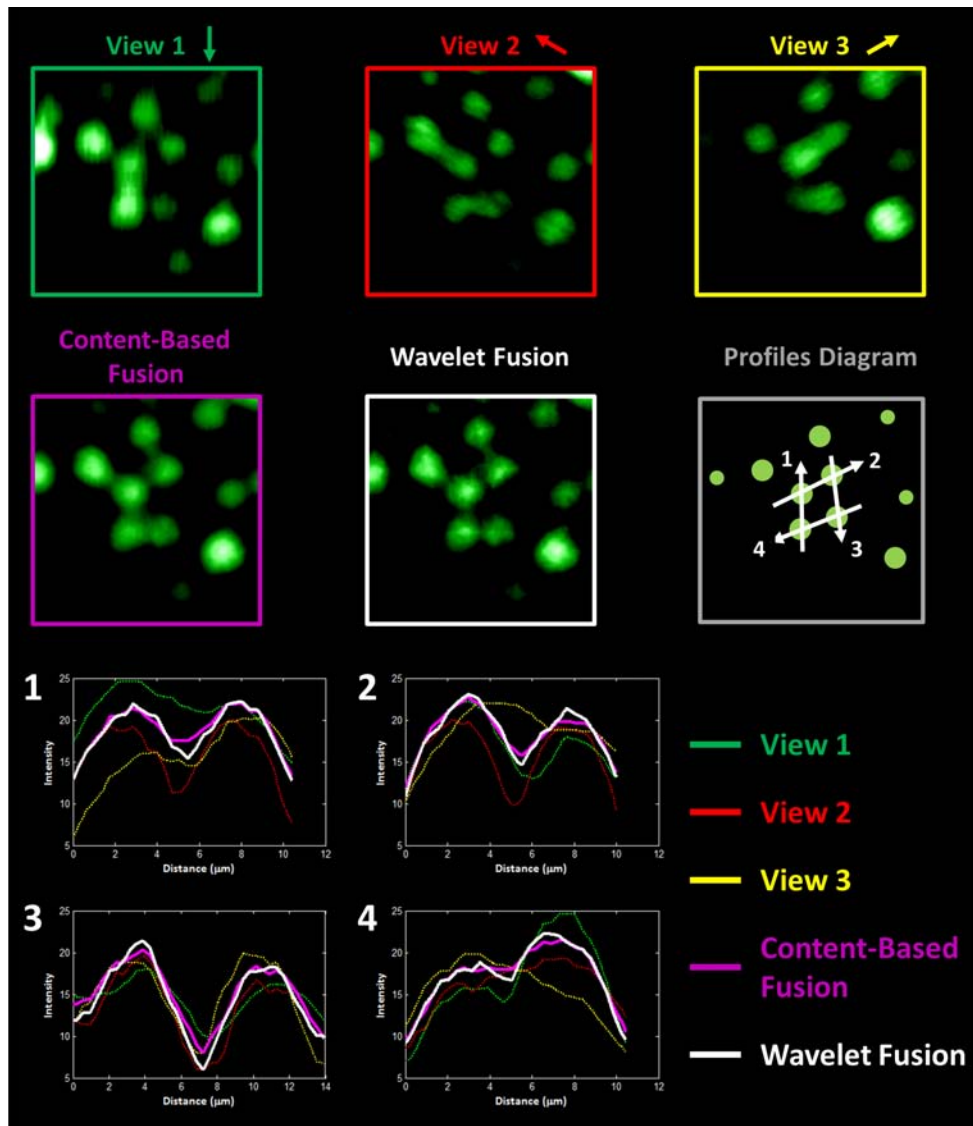 View 1
View 2
View 3
Content-Based
Fusion
Wavelet Fusion
Profiles Diagram
1
2
3
4
1
25
20
15
10
5
Intensity
0 2 4 6 8 10 12 14
Distance (μm)
2
25
20
15
10
5
Intensity
0 2 4 6 8 10 12
Distance (μm)
3
25
20
15
10
5
Intensity
0 2 4 6 8 10 12 14
Distance (μm)
4
25
20
15
10
5
Intensity
0 2 4 6 8 10 12
Distance (μm)
View 1
View 2
View 3
Content-Based
Fusion
Wavelet Fusion